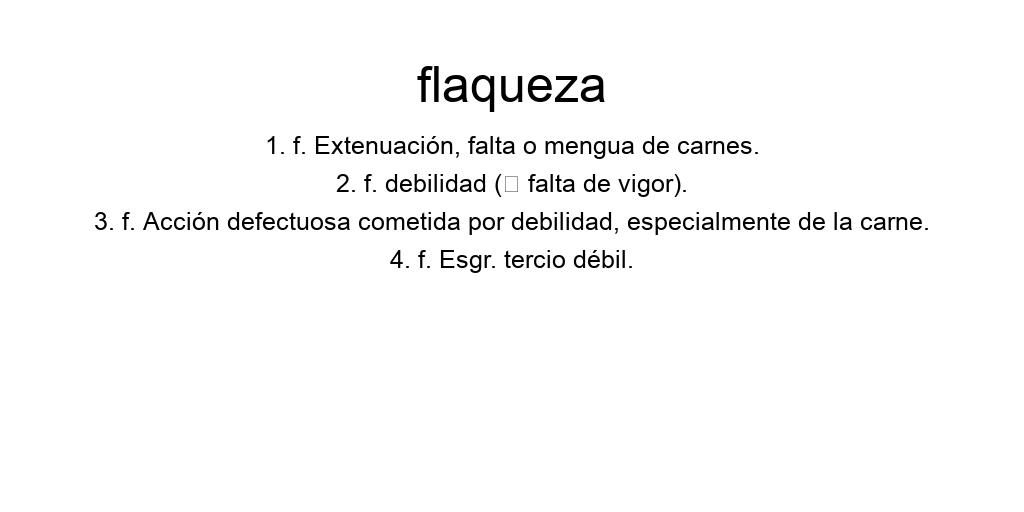 flaqueza
1. f. Extenuación, falta o mengua de carnes.
2. f. debilidad (▯ falta de vigor).
3. f. Acción defectuosa cometida por debilidad, especialmente de la carne.
4. f. Esgr. tercio débil.